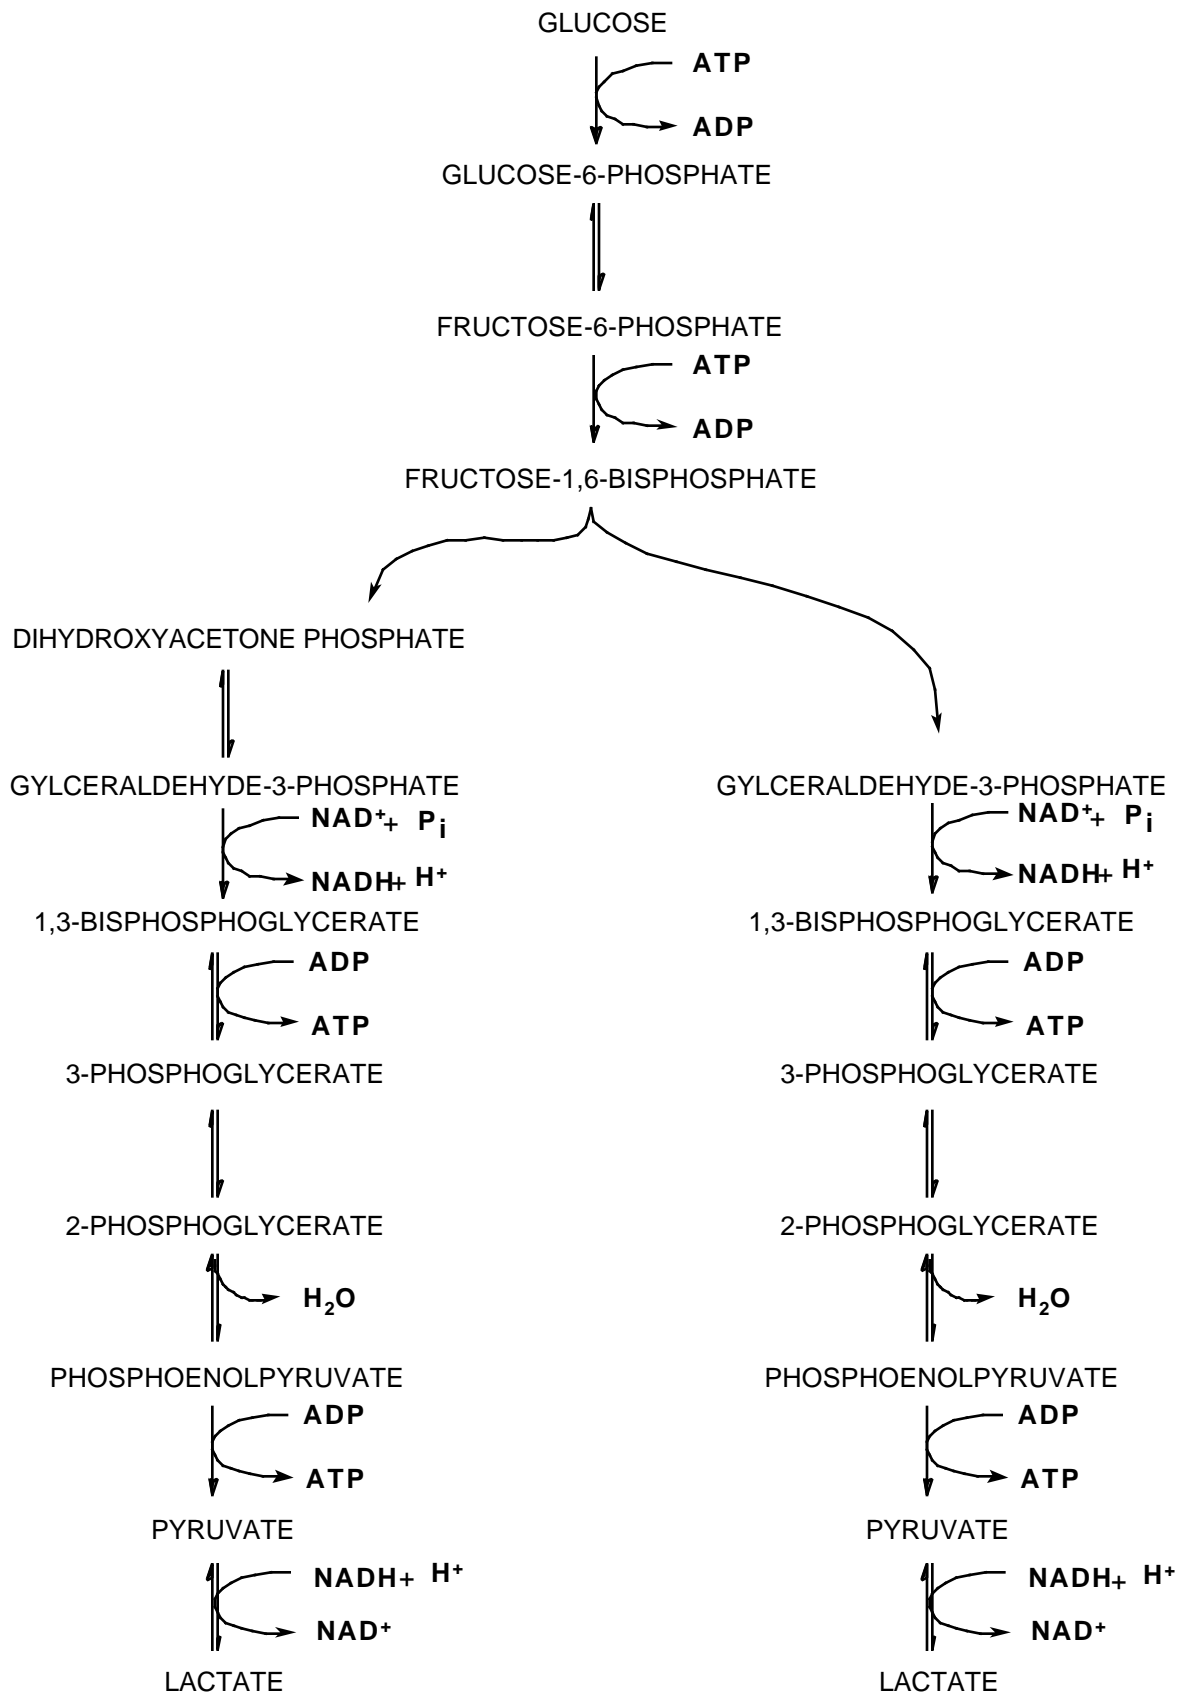 GLUCOSE
ATP
ADP
GLUCOSE-6-PHOSPHATE
FRUCTOSE-6-PHOSPHATE
ATP
ADP
FRUCTOSE-1,6-BISPHOSPHATE
DIHYDROXYACETONE PHOSPHATE
GYLCERALDEHYDE-3-PHOSPHATE
NAD⁺+ Pᵢ
NADH+ H⁺
1,3-BISPHOSPHOGLYCERATE
ADP
ATP
3-PHOSPHOGLYCERATE
2-PHOSPHOGLYCERATE
H₂O
PHOSPHOENOLPYRUVATE
ADP
ATP
PYRUVATE
NADH+ H⁺
NAD⁺
LACTATE
GYLCERALDEHYDE-3-PHOSPHATE
NAD⁺+ Pᵢ
NADH+ H⁺
1,3-BISPHOSPHOGLYCERATE
ADP
ATP
3-PHOSPHOGLYCERATE
2-PHOSPHOGLYCERATE
H₂O
PHOSPHOENOLPYRUVATE
ADP
ATP
PYRUVATE
NADH+ H⁺
NAD⁺
LACTATE